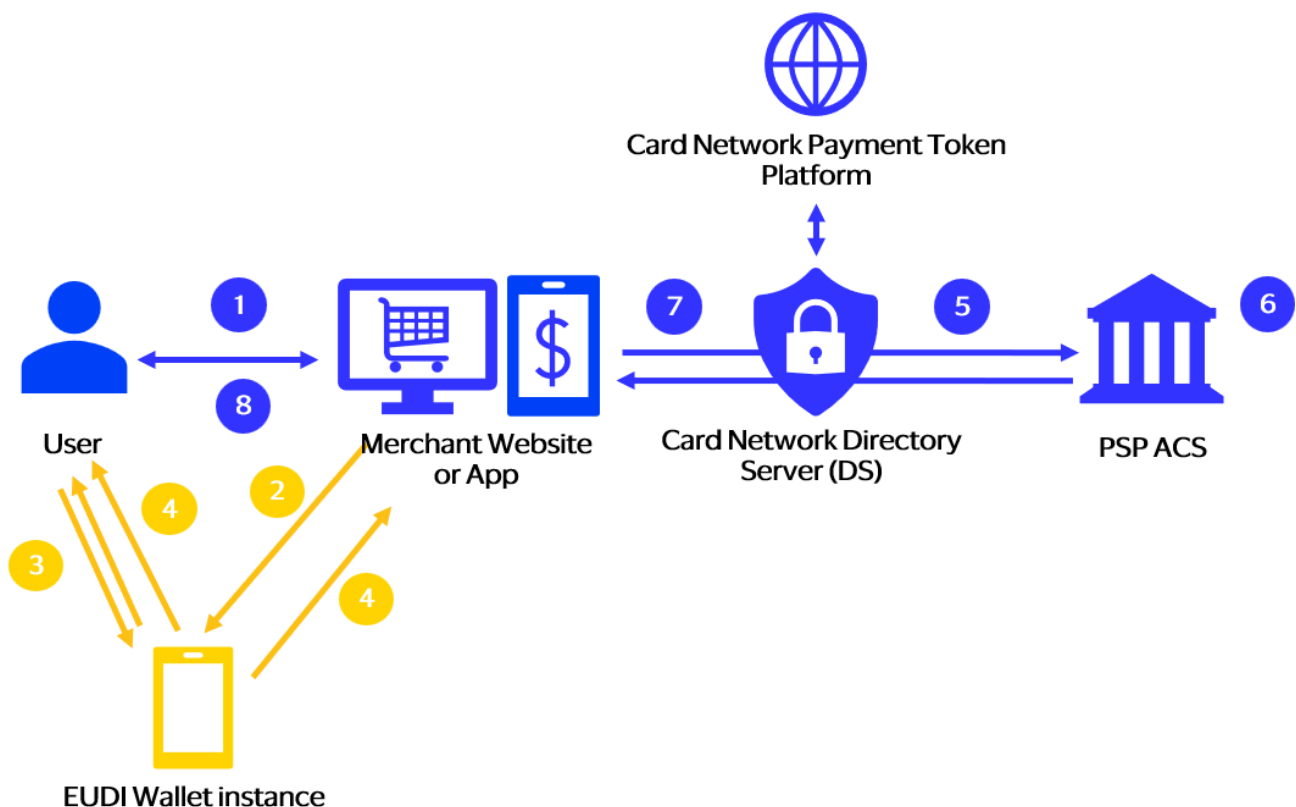 Card Network Payment Token
Platform
1
7
5
6
8
$
User
Merchant Website
or App
Card Network Directory
Server (DS)
PSP ACS
2
4
3
4
EUDI Wallet instance